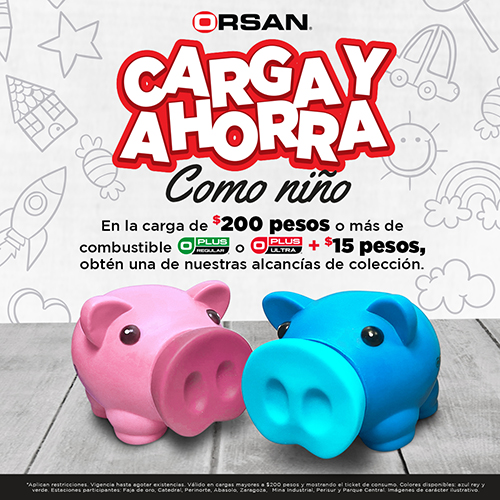 ORSAN®
CARGA Y
AHORRA
Como niño
En la carga de $200 pesos o más de
combustible O PLUS REGULAR o O PLUS ULTRA + $15 pesos,
obtén una de nuestras alcancías de colección.
*Aplican restricciones. Vigencia hasta agotar existencias. Válido en cargas mayores a $200 pesos y mostrando el ticket de consumo. Colores disponibles: azul rey y
verde. Estaciones participantes: Faja de oro, Catedral, Perinorte, Abasolo, Zaragoza, Mina Industrial, Perisur y Parque Central. Imágenes de carácter ilustrativo.